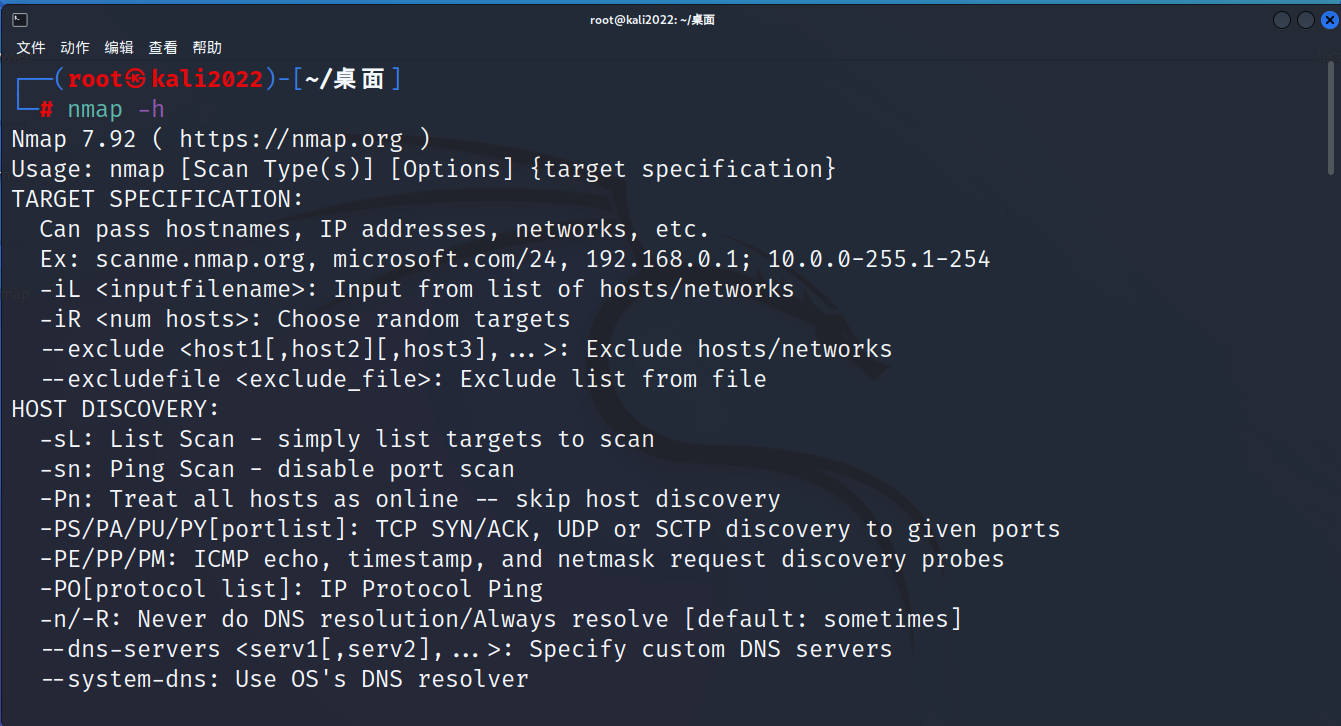 root@kali2022: ~/桌面
文件 动作 编辑 查看 帮助
┌──(root㉿kali2022)-[~/桌面]
└─# nmap -h
Nmap 7.92 ( https://nmap.org )
Usage: nmap [Scan Type(s)] [Options] {target specification}
TARGET SPECIFICATION:
  Can pass hostnames, IP addresses, networks, etc.
  Ex: scanme.nmap.org, microsoft.com/24, 192.168.0.1; 10.0.0-255.1-254
  -iL <inputfilename>: Input from list of hosts/networks
  -iR <num hosts>: Choose random targets
  --exclude <host1[,host2][,host3],...>: Exclude hosts/networks
  --excludefile <exclude_file>: Exclude list from file
HOST DISCOVERY:
  -sL: List Scan - simply list targets to scan
  -sn: Ping Scan - disable port scan
  -Pn: Treat all hosts as online -- skip host discovery
  -PS/PA/PU/PY[portlist]: TCP SYN/ACK, UDP or SCTP discovery to given ports
  -PE/PP/PM: ICMP echo, timestamp, and netmask request discovery probes
  -PO[protocol list]: IP Protocol Ping
  -n/-R: Never do DNS resolution/Always resolve [default: sometimes]
  --dns-servers <serv1[,serv2],...>: Specify custom DNS servers
  --system-dns: Use OS's DNS resolver